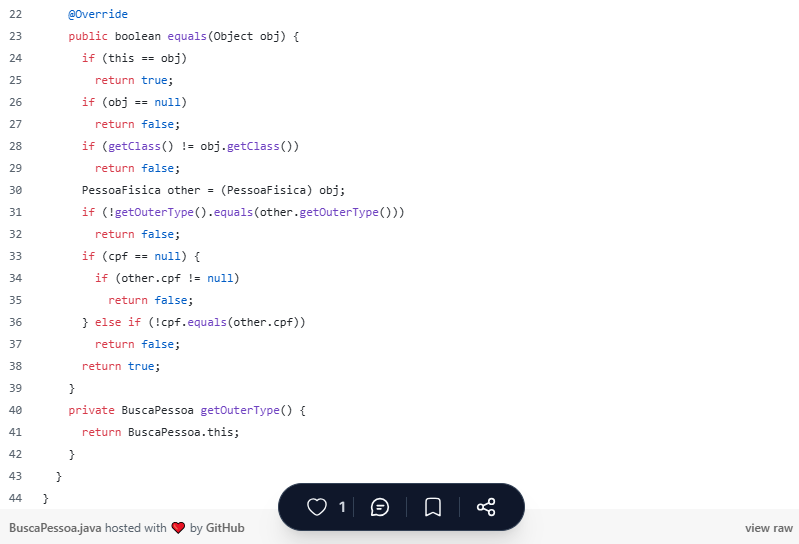 22 @Override
23 public boolean equals(Object obj) {
24 if (this == obj)
25 return true;
26 if (obj == null)
27 return false;
28 if (getClass() != obj.getClass())
29 return false;
30 PessoaFisica other = (PessoaFisica) obj;
31 if (!getOuterType().equals(other.getOuterType()))
32 return false;
33 if (cpf == null) {
34 if (other.cpf != null)
35 return false;
36 } else if (!cpf.equals(other.cpf))
37 return false;
38 return true;
39 }
40 private BuscaPessoa getOuterType() {
41 return BuscaPessoa.this;
42 }
43 }
44 }
1
BuscaPessoa.java hosted with ❤ by GitHub view raw